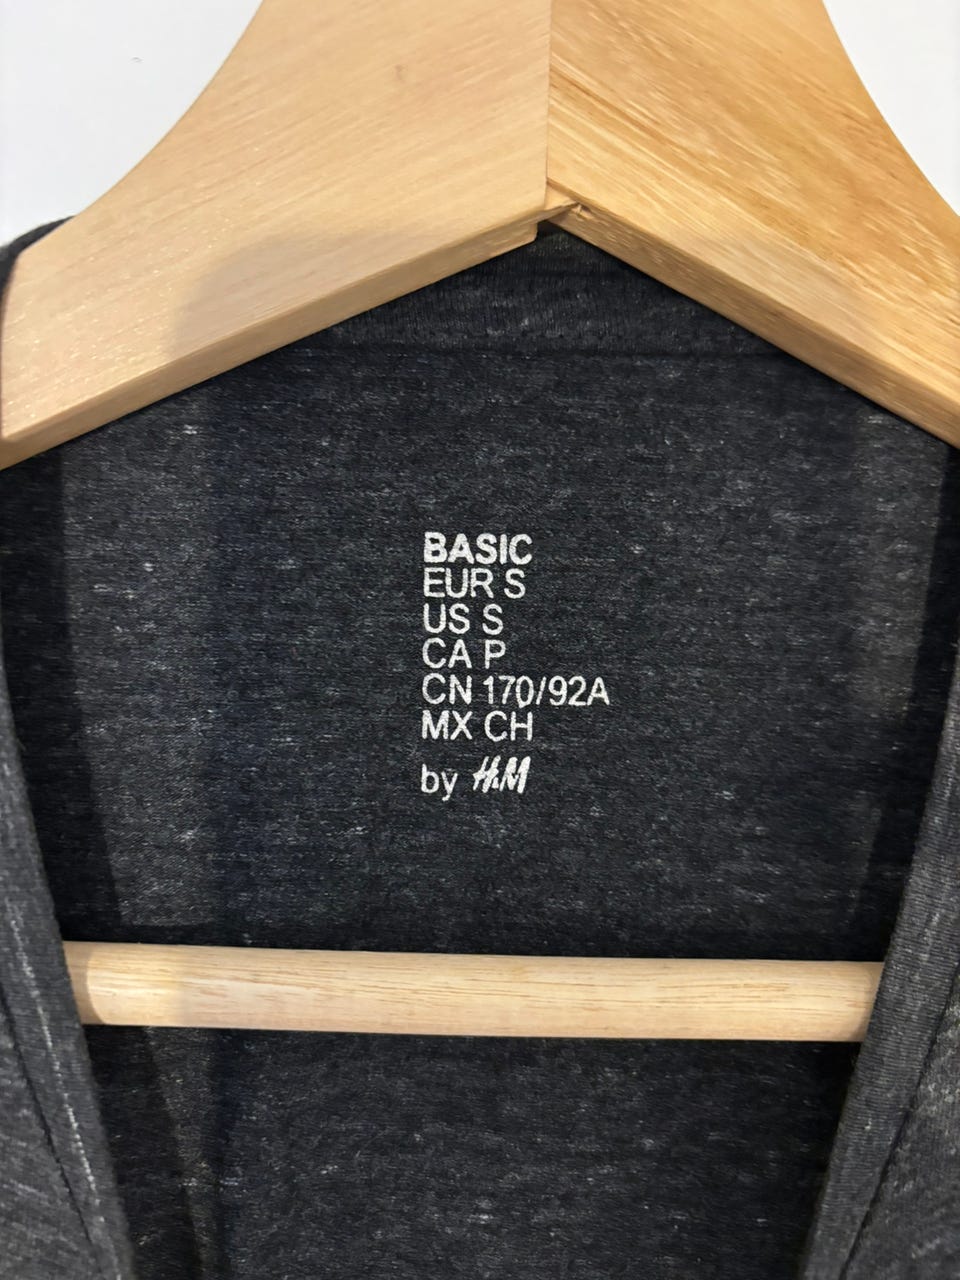 BASIC
EUR S
US S
CA P
CN 170/92A
MX CH
by H&M